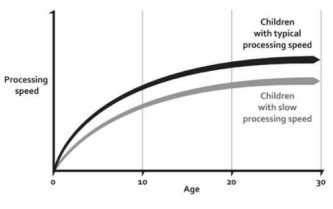 Children
with typical
processing speed
Processing
speed
Children
with slow
processing speed
0 10 20 30
Age